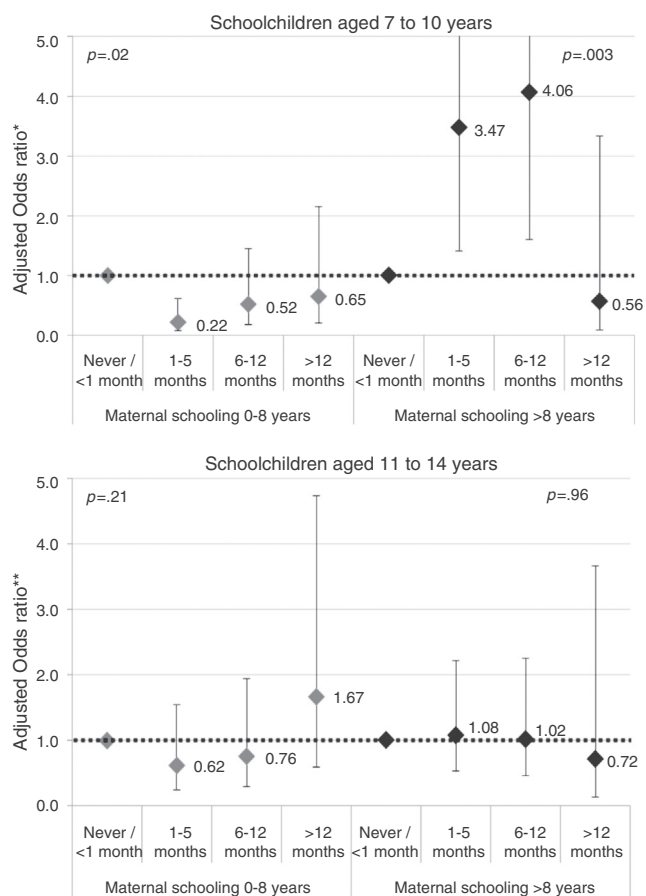 Schoolchildren aged 7 to 10 years
Adjusted Odds ratio*
5.0
4.0
3.0
2.0
1.0
0.0
p=.02
p=.003
0.22
0.52
0.65
3.47
4.06
0.56
Never / 1-5 6-12 >12 Never / 1-5 6-12 >12
<1 month months months months <1 month months months months
Maternal schooling 0-8 years Maternal schooling >8 years
Schoolchildren aged 11 to 14 years
Adjusted Odds ratio**
5.0
4.0
3.0
2.0
1.0
0.0
p=.21
p=.96
0.62
0.76
1.67
1.08
1.02
0.72
Never / 1-5 6-12 >12 Never / 1-5 6-12 >12
<1 month months months months <1 month months months months
Maternal schooling 0-8 years Maternal schooling >8 years